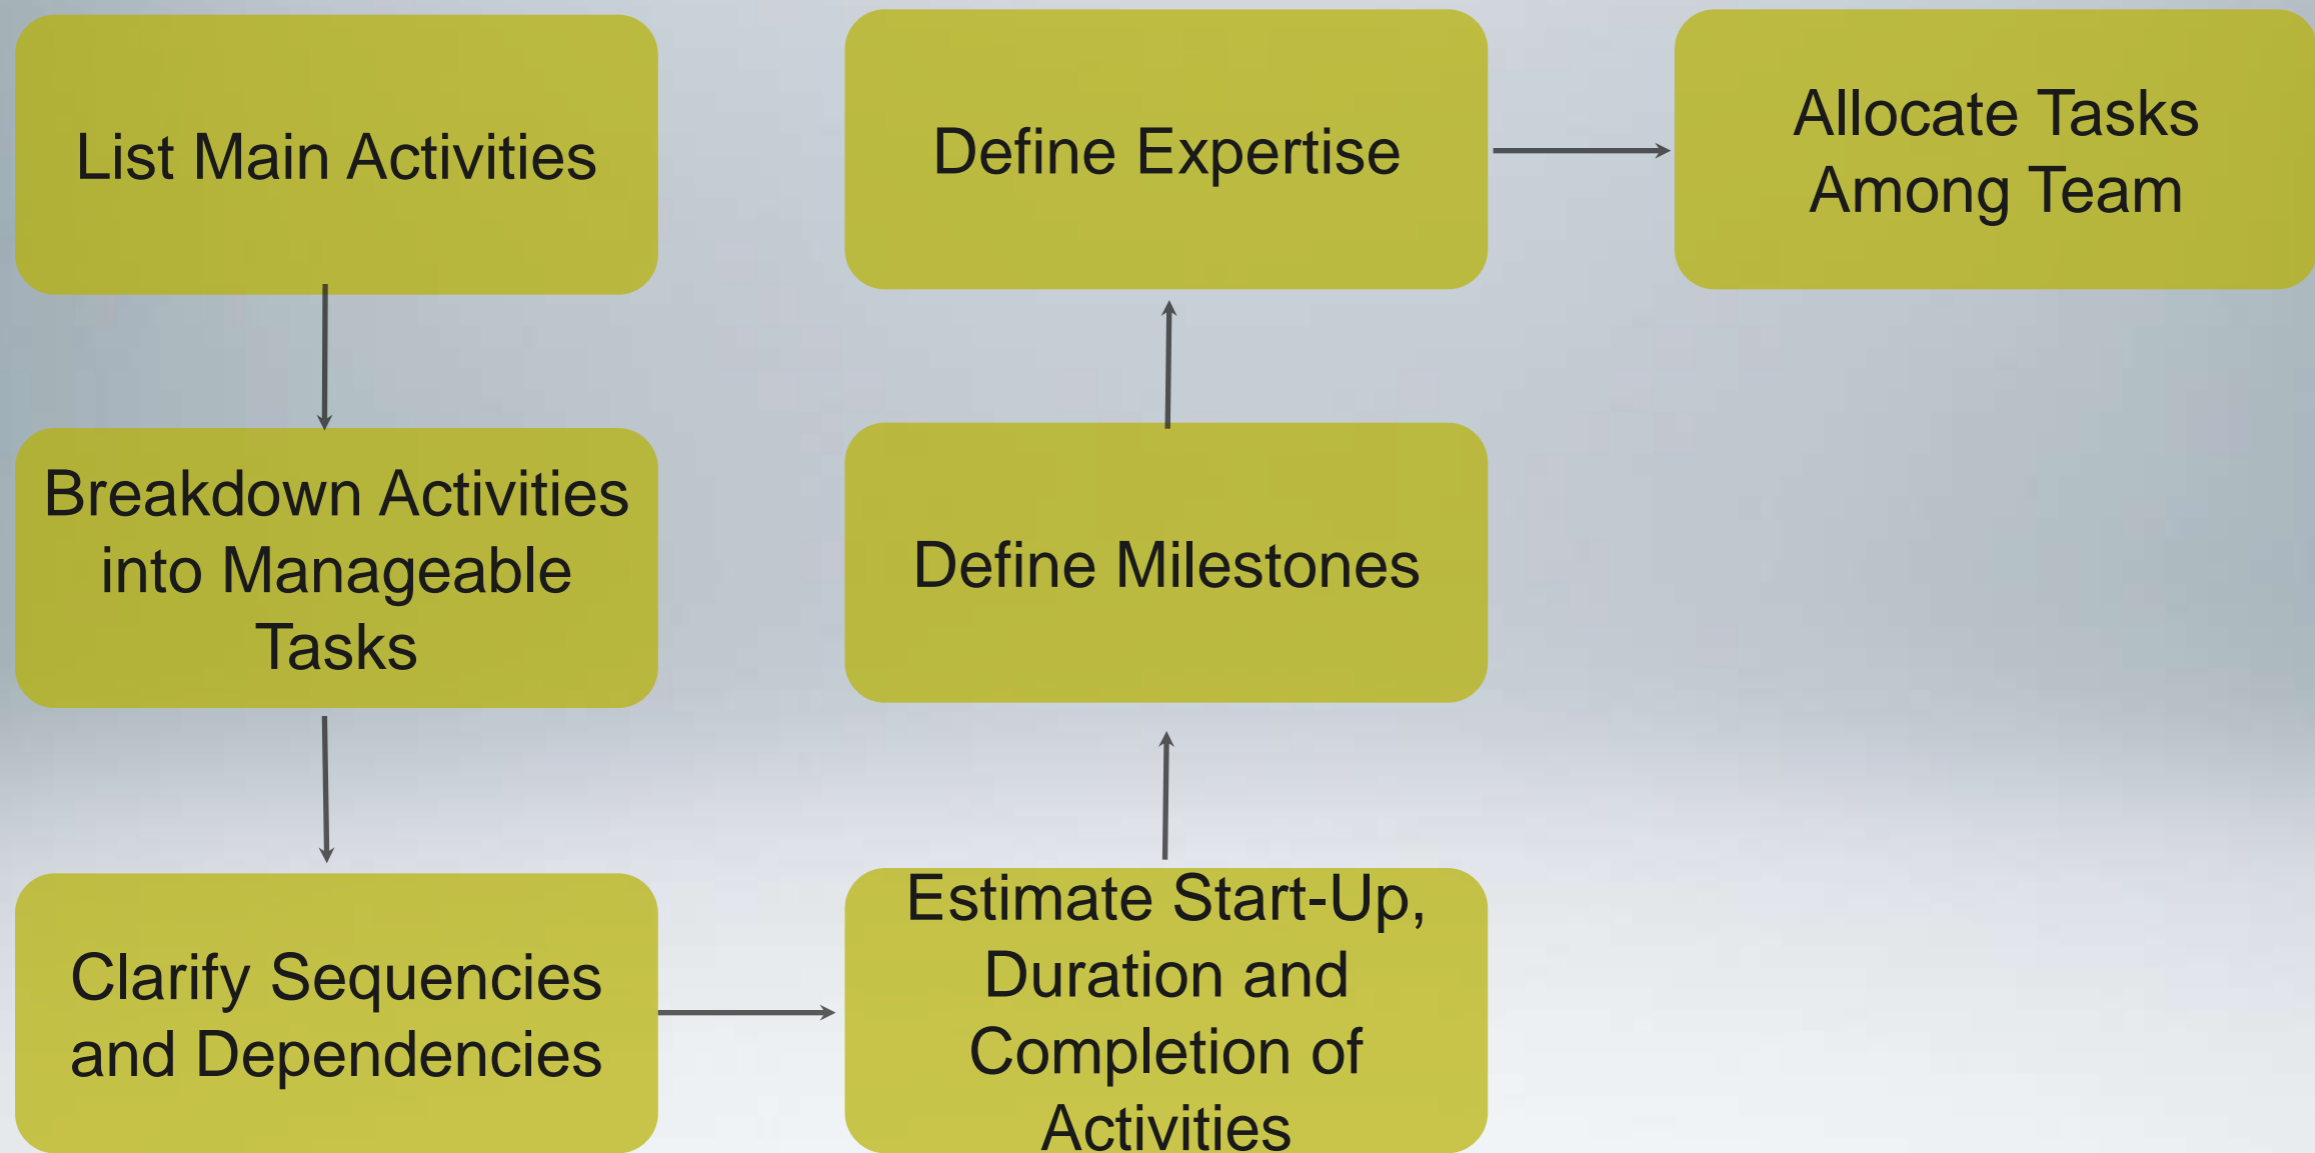 List Main Activities
Breakdown Activities
into Manageable
Tasks
Clarify Sequencies
and Dependencies
Estimate Start-Up,
Duration and
Completion of
Activities
Define Milestones
Define Expertise
Allocate Tasks
Among Team